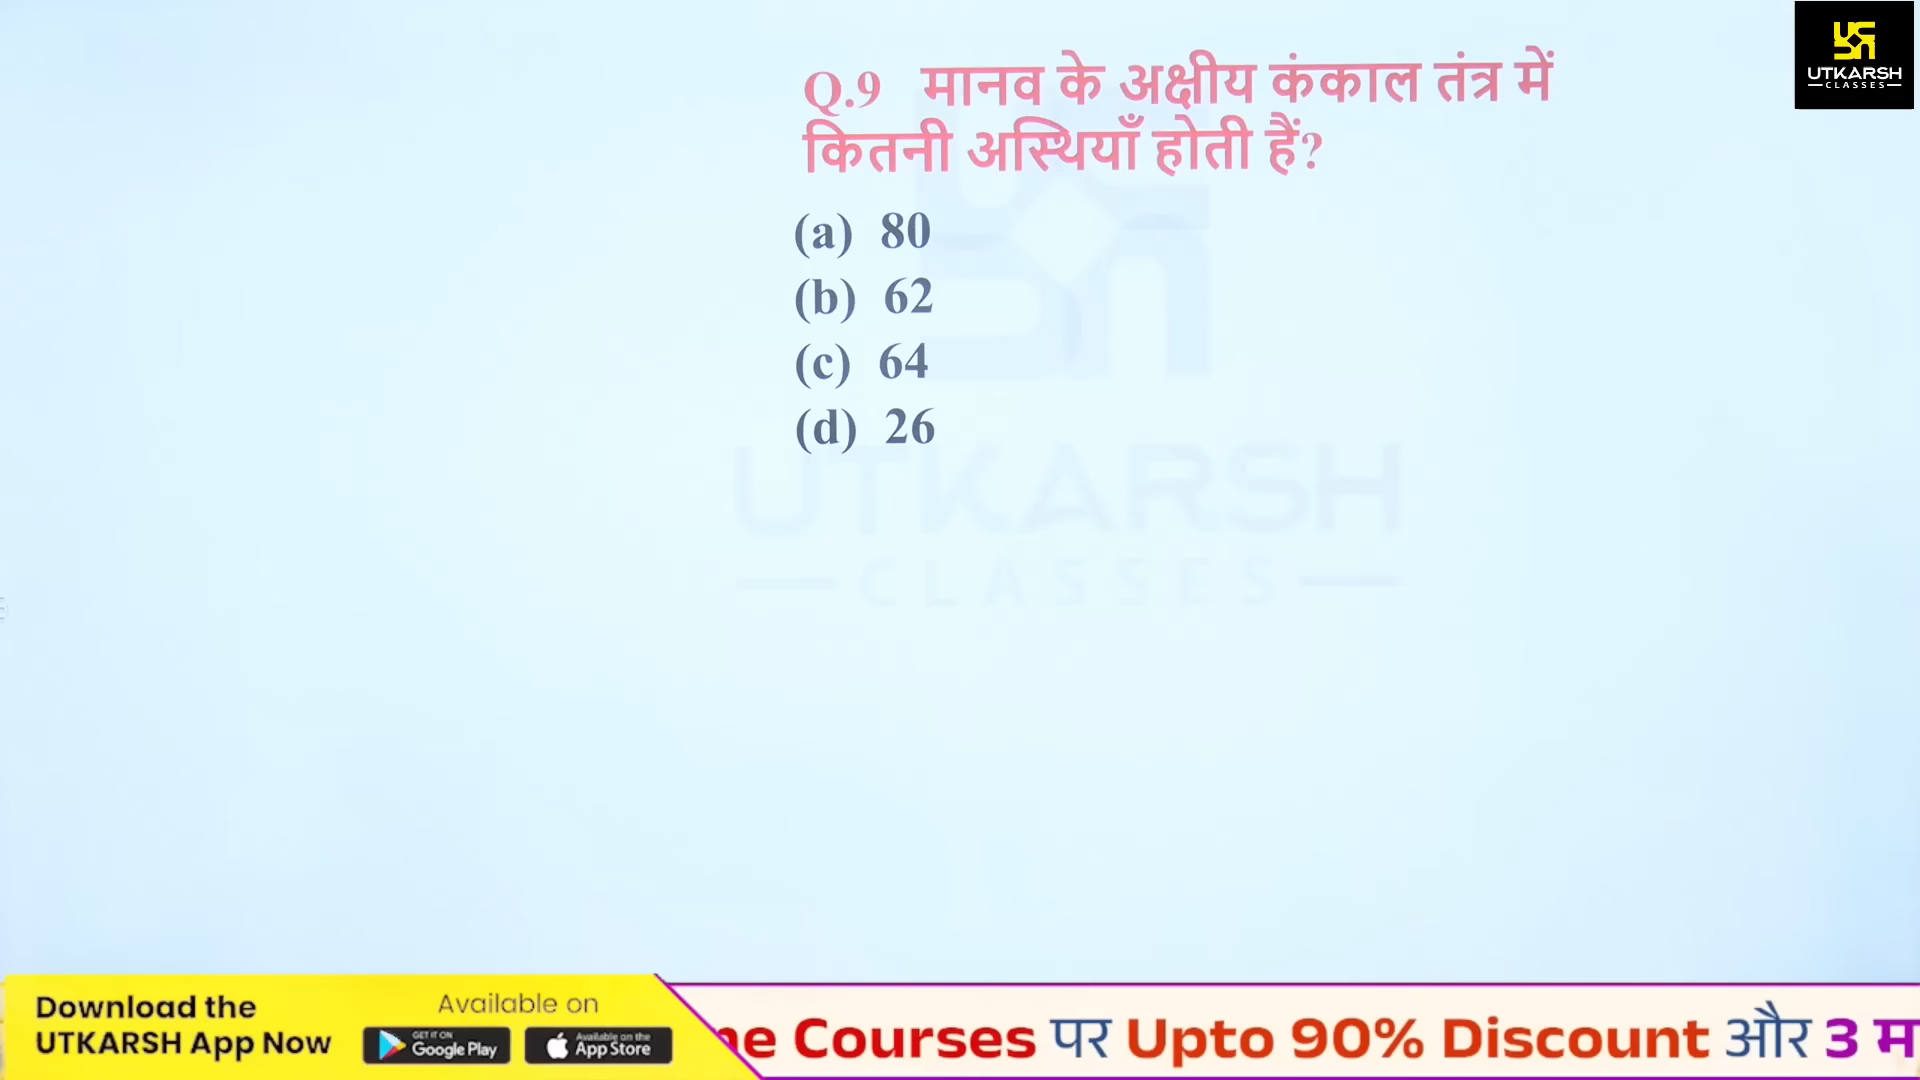 UTKARSH
CLASSES
Q.9 मानव के अक्षीय कंकाल तंत्र में
कितनी अस्थियाँ होती हैं?
(a) 80
(b) 62
(c) 64
(d) 26
UTKARSH
CLASSES
Download the
UTKARSH App Now
Available on
GET IT ON
Google Play
Available on the
App Store
Courses पर Upto 90% Discount और 3